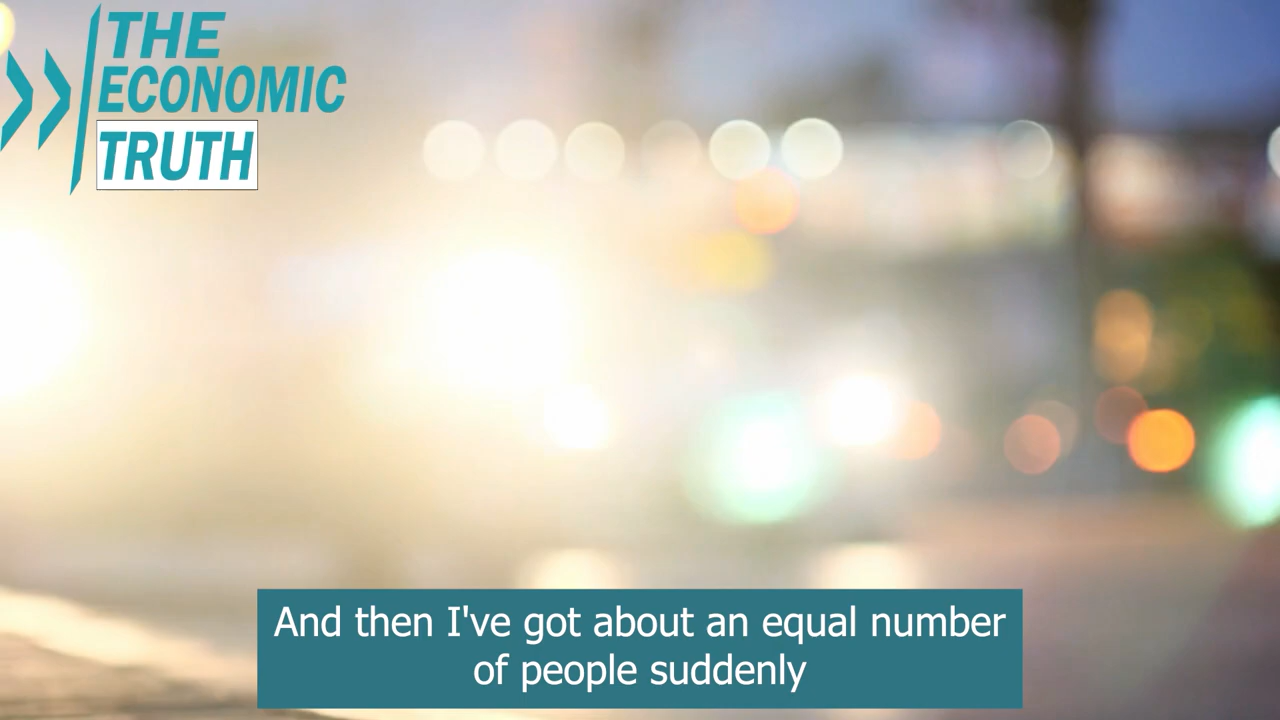 THE
ECONOMIC
TRUTH
And then I've got about an equal number
of people suddenly